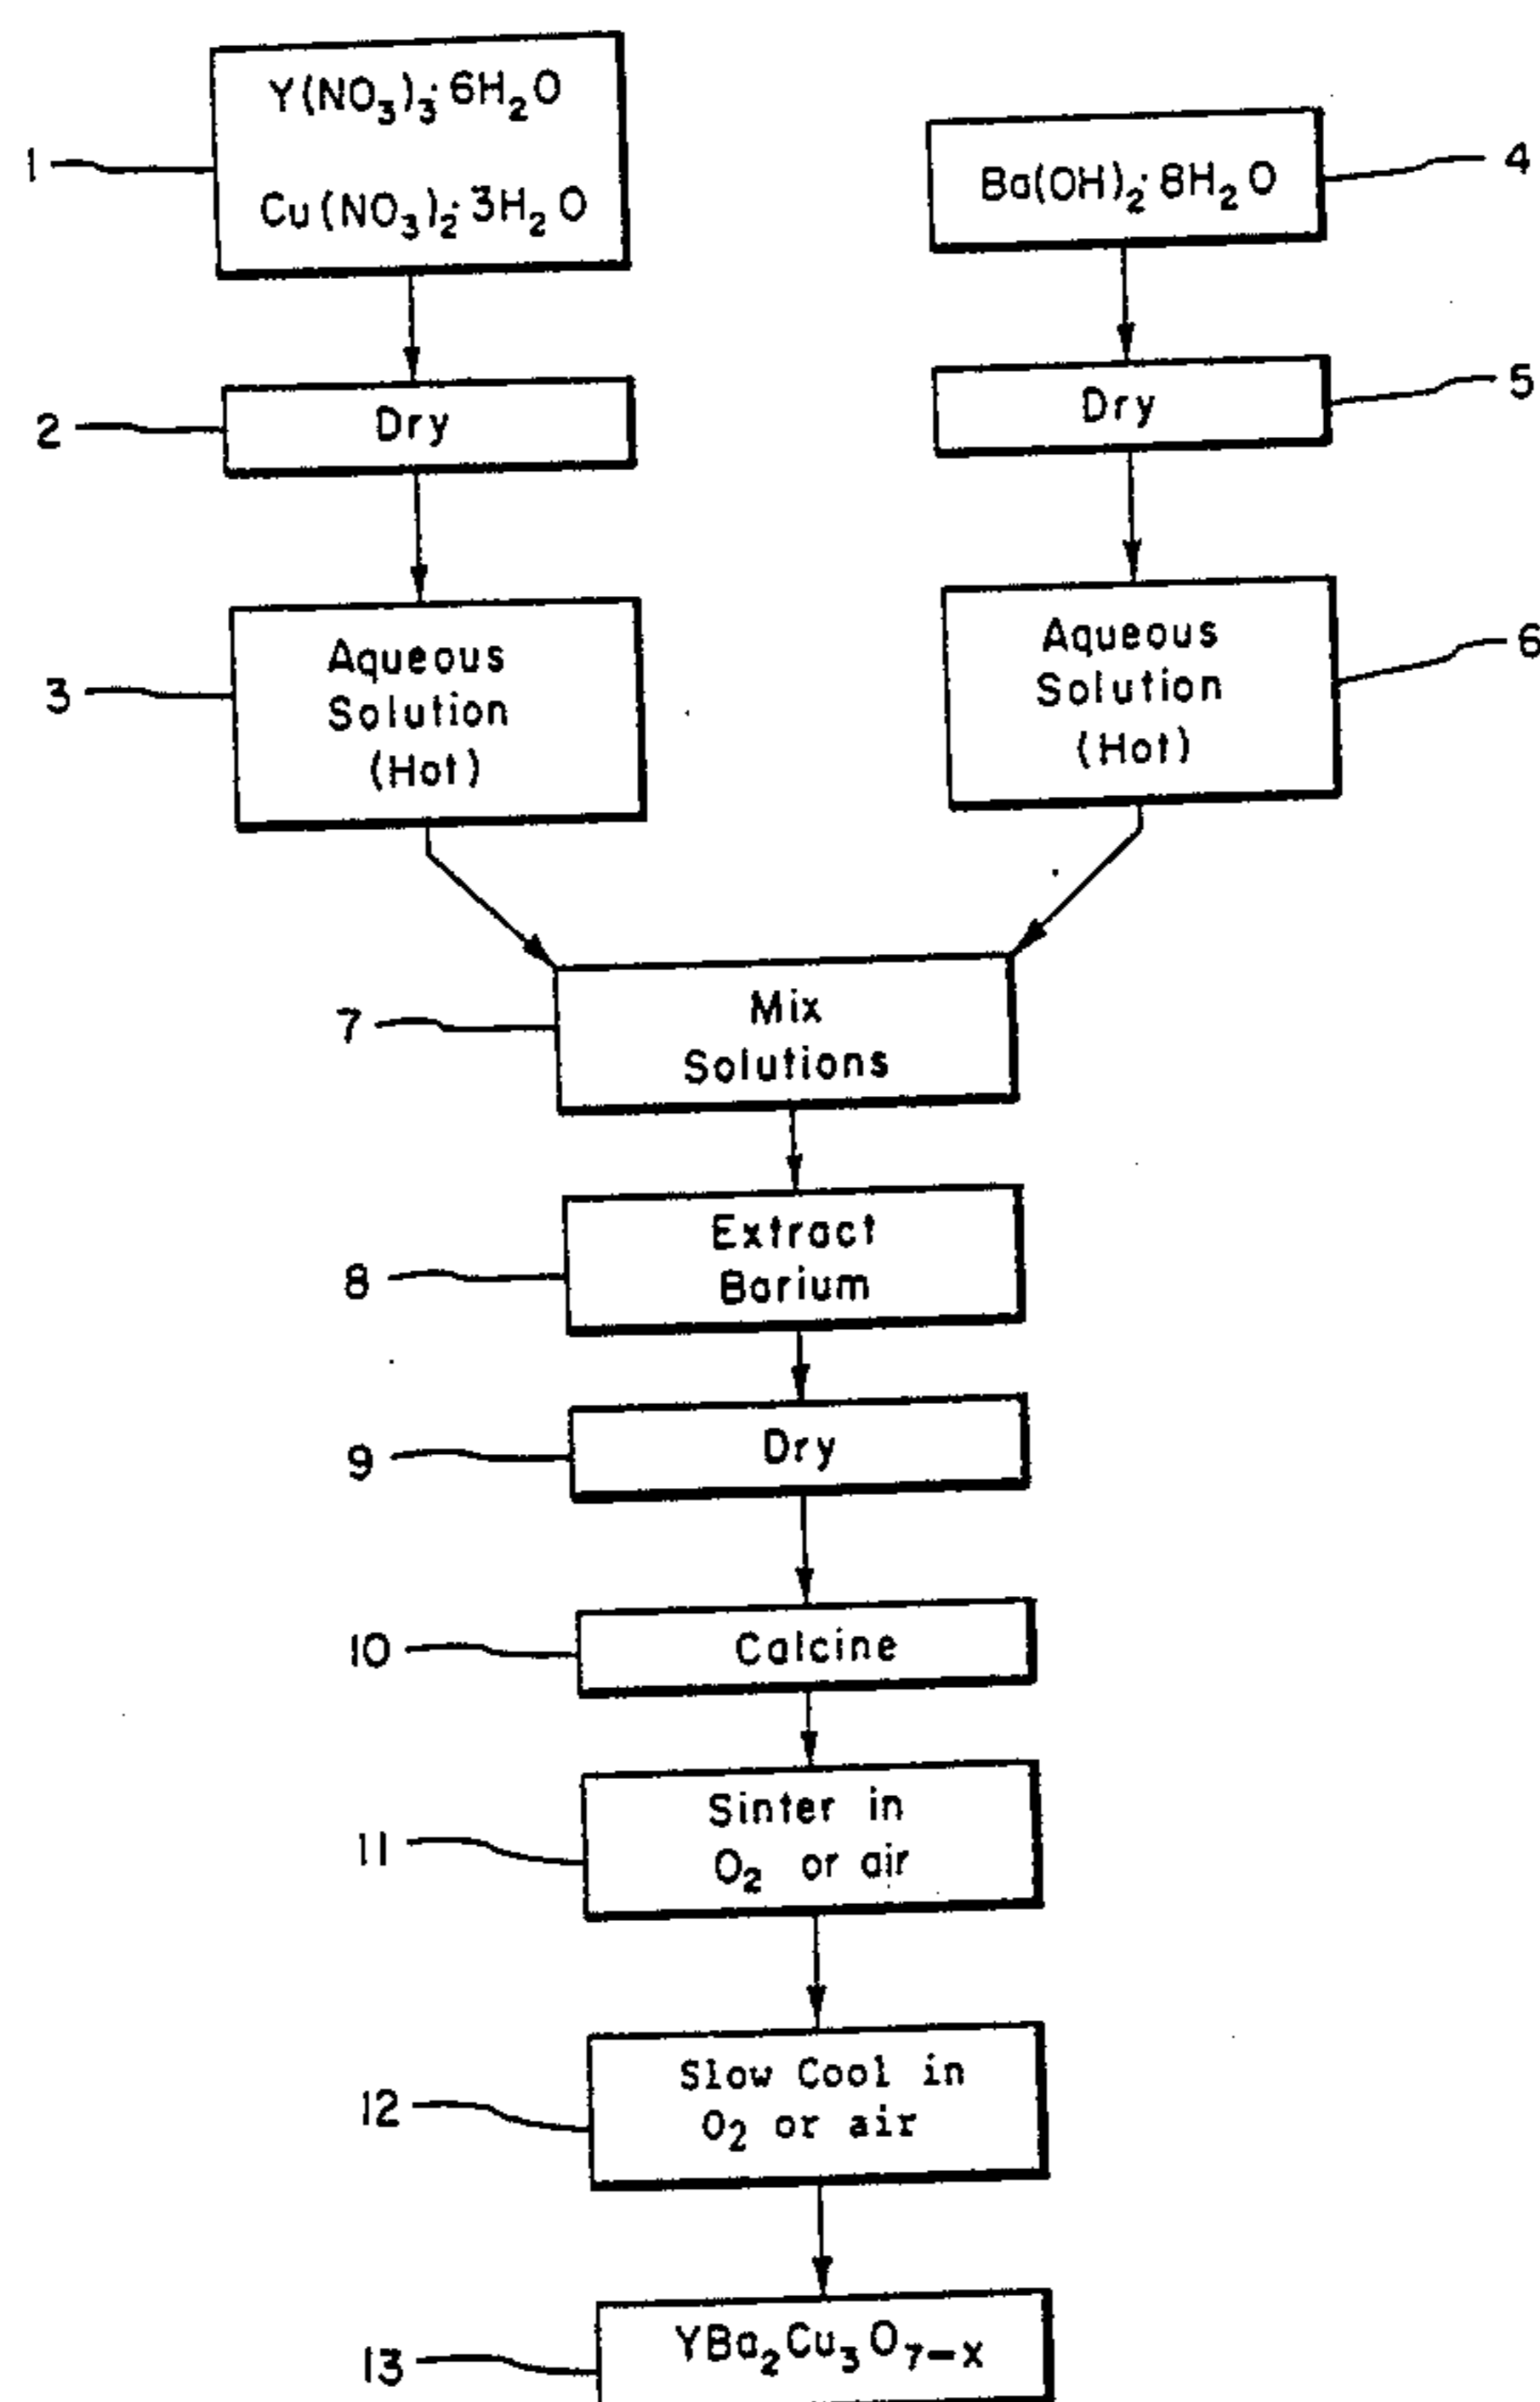 1
Y(NO₃)₃·6H₂O
Cu(NO₃)₂·3H₂O
4
Ba(OH)₂·8H₂O
2
Dry
5
Dry
3
Aqueous
Solution
(Hot)
6
Aqueous
Solution
(Hot)
7
Mix
Solutions
8
Extract
Barium
9
Dry
10
Calcine
11
Sinter in
O₂ or air
12
Slow Cool in
O₂ or air
13
YBa₂Cu₃O₇₋ₓ